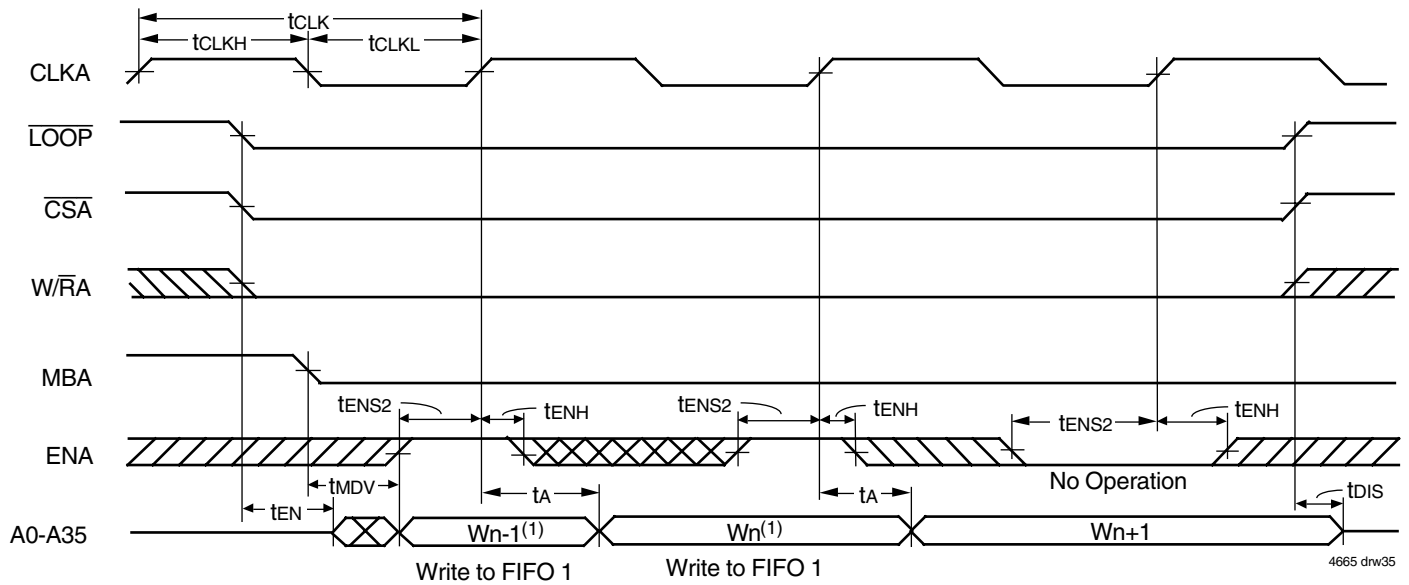 tCLK
tCLKH
tCLKL
CLKA
LOOP
CSA
W/RA
MBA
tENS2
tENH
tENS2
tENH
tENS2
tENH
ENA
No Operation
tMDV
tA
tA
tDIS
tEN
A0-A35
Wn-1(1)
Wn(1)
Wn+1
Write to FIFO 1
Write to FIFO 1
4665 drw35